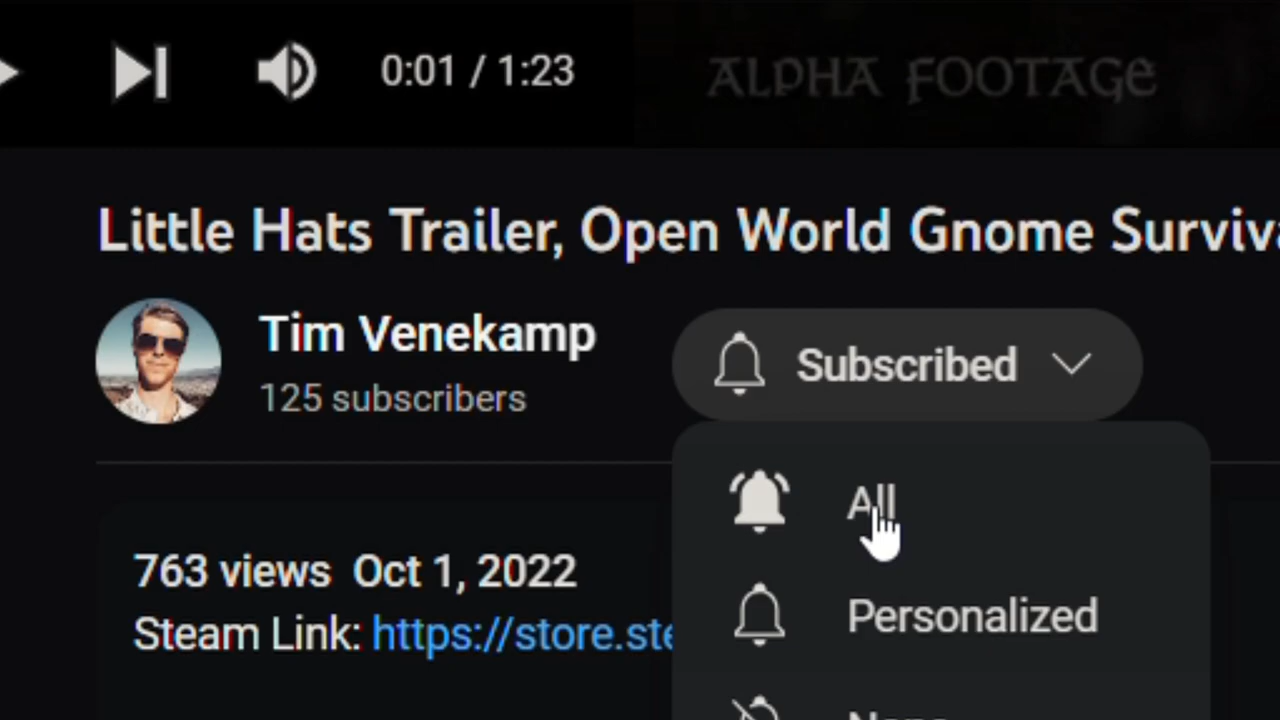 0:01 / 1:23
ALPHA FOOTAGE
Little Hats Trailer, Open World Gnome
Tim Venekamp
Subscribed
125 subscribers
All
763 views Oct 1, 2022
Personalized
Steam Link: https://store.ste